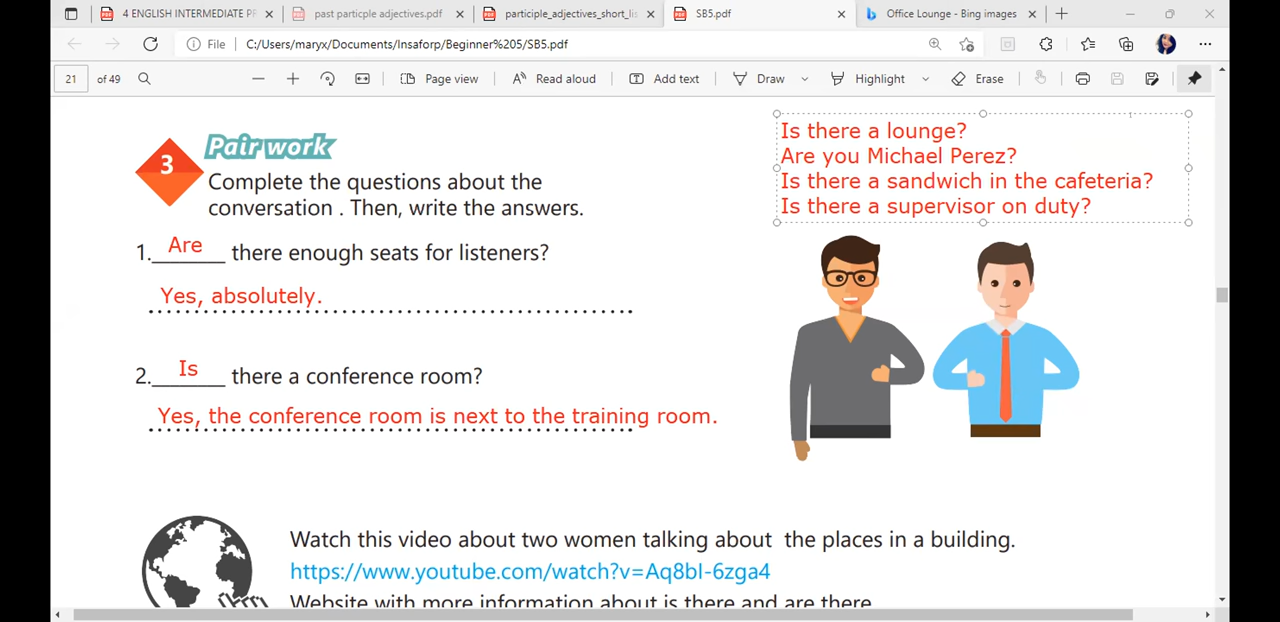 4 ENGLISH INTERMEDIATE PF
past particple adjectives.pdf
participle_adjectives_short_lis
SB5.pdf
Office Lounge - Bing images
File
C:/Users/maryx/Documents/Insaforp/Beginner%205/SB5.pdf
21 of 49
Page view
Read aloud
Add text
Draw
Highlight
Erase
3
Pair work
Complete the questions about the
conversation . Then, write the answers.
1. Are there enough seats for listeners?
Yes, absolutely.
2. Is there a conference room?
Yes, the conference room is next to the training room.
Is there a lounge?
Are you Michael Perez?
Is there a sandwich in the cafeteria?
Is there a supervisor on duty?
Watch this video about two women talking about the places in a building.
https://www.youtube.com/watch?v=Aq8bI-6zga4
Website with more information about is there and are there